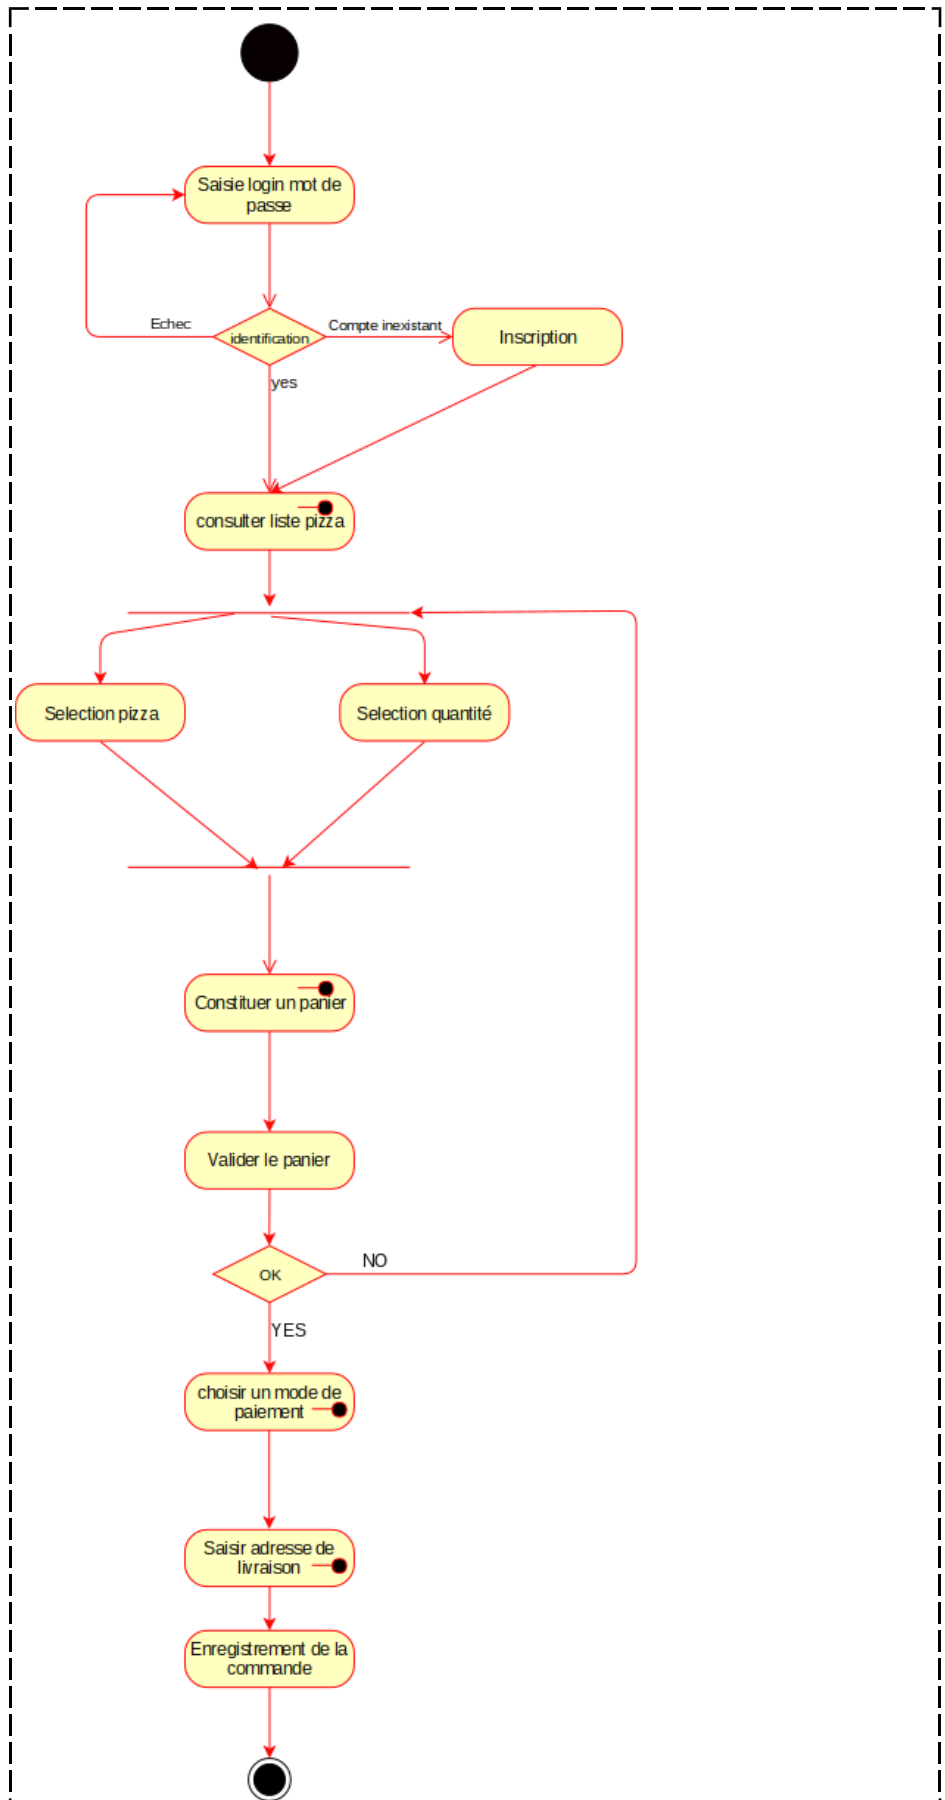 Saisie login mot de
passe
Echec
identification
Compte inexistant
Inscription
yes
consulter liste pizza
Selection pizza
Selection quantité
Constituer un panier
Valider le panier
OK
NO
YES
choisir un mode de
paiement
Saisir adresse de
livraison
Enregistrement de la
commande